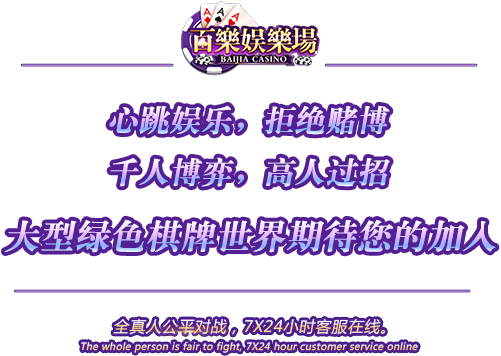 百樂娱樂場
BAIJIA CASINO
心跳娱乐，拒绝赌博
千人博弈，高人过招
大型绿色棋牌世界期待您的加人
全真人公平对战，7X24小时客服在线。
The whole person is fair to fight, 7X24 hour customer service online